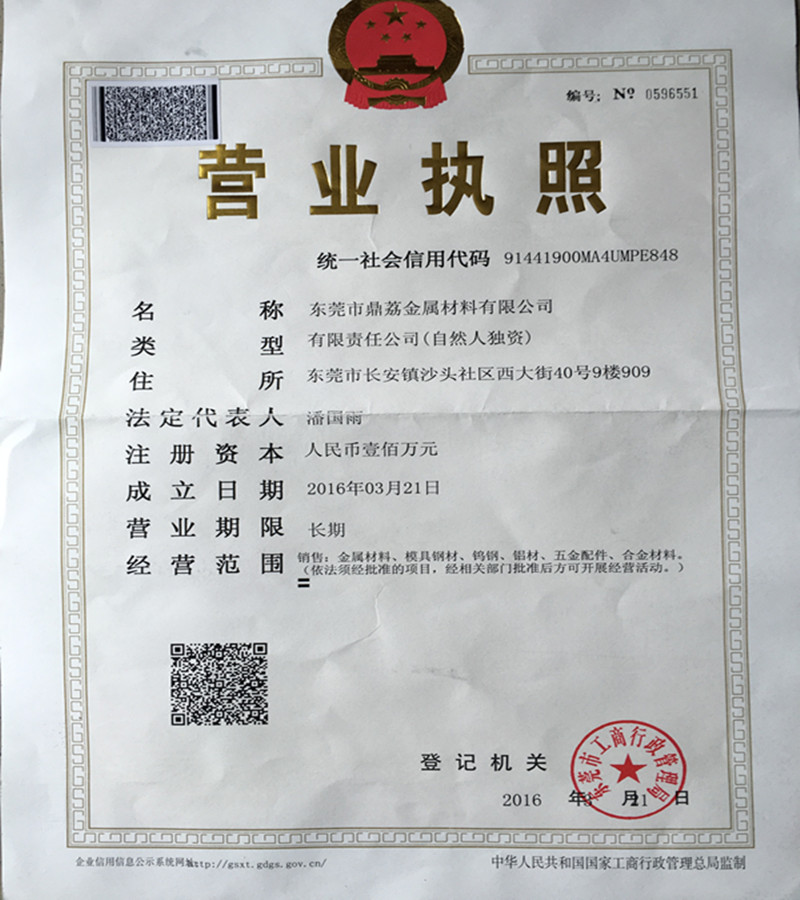 编号: № 0596551
营业执照
统一社会信用代码 91441900MA4UMPE848
名称 东莞市鼎荔金属材料有限公司
类型 有限责任公司(自然人独资)
住所 东莞市长安镇沙头社区西大街40号9楼909
法定代表人 潘国雨
注册资本 人民币壹佰万元
成立日期 2016年03月21日
营业期限 长期
经营范围 销售：金属材料、模具钢材、钨钢、铝材、五金配件、合金材料。
（依法须经批准的项目，经相关部门批准后方可开展经营活动。）
东莞市工商行政管理局
登记机关
2016 年 月21 日
企业信用信息公示系统网址:http://gsxt.gdgs.gov.cn/
中华人民共和国国家工商行政管理总局监制